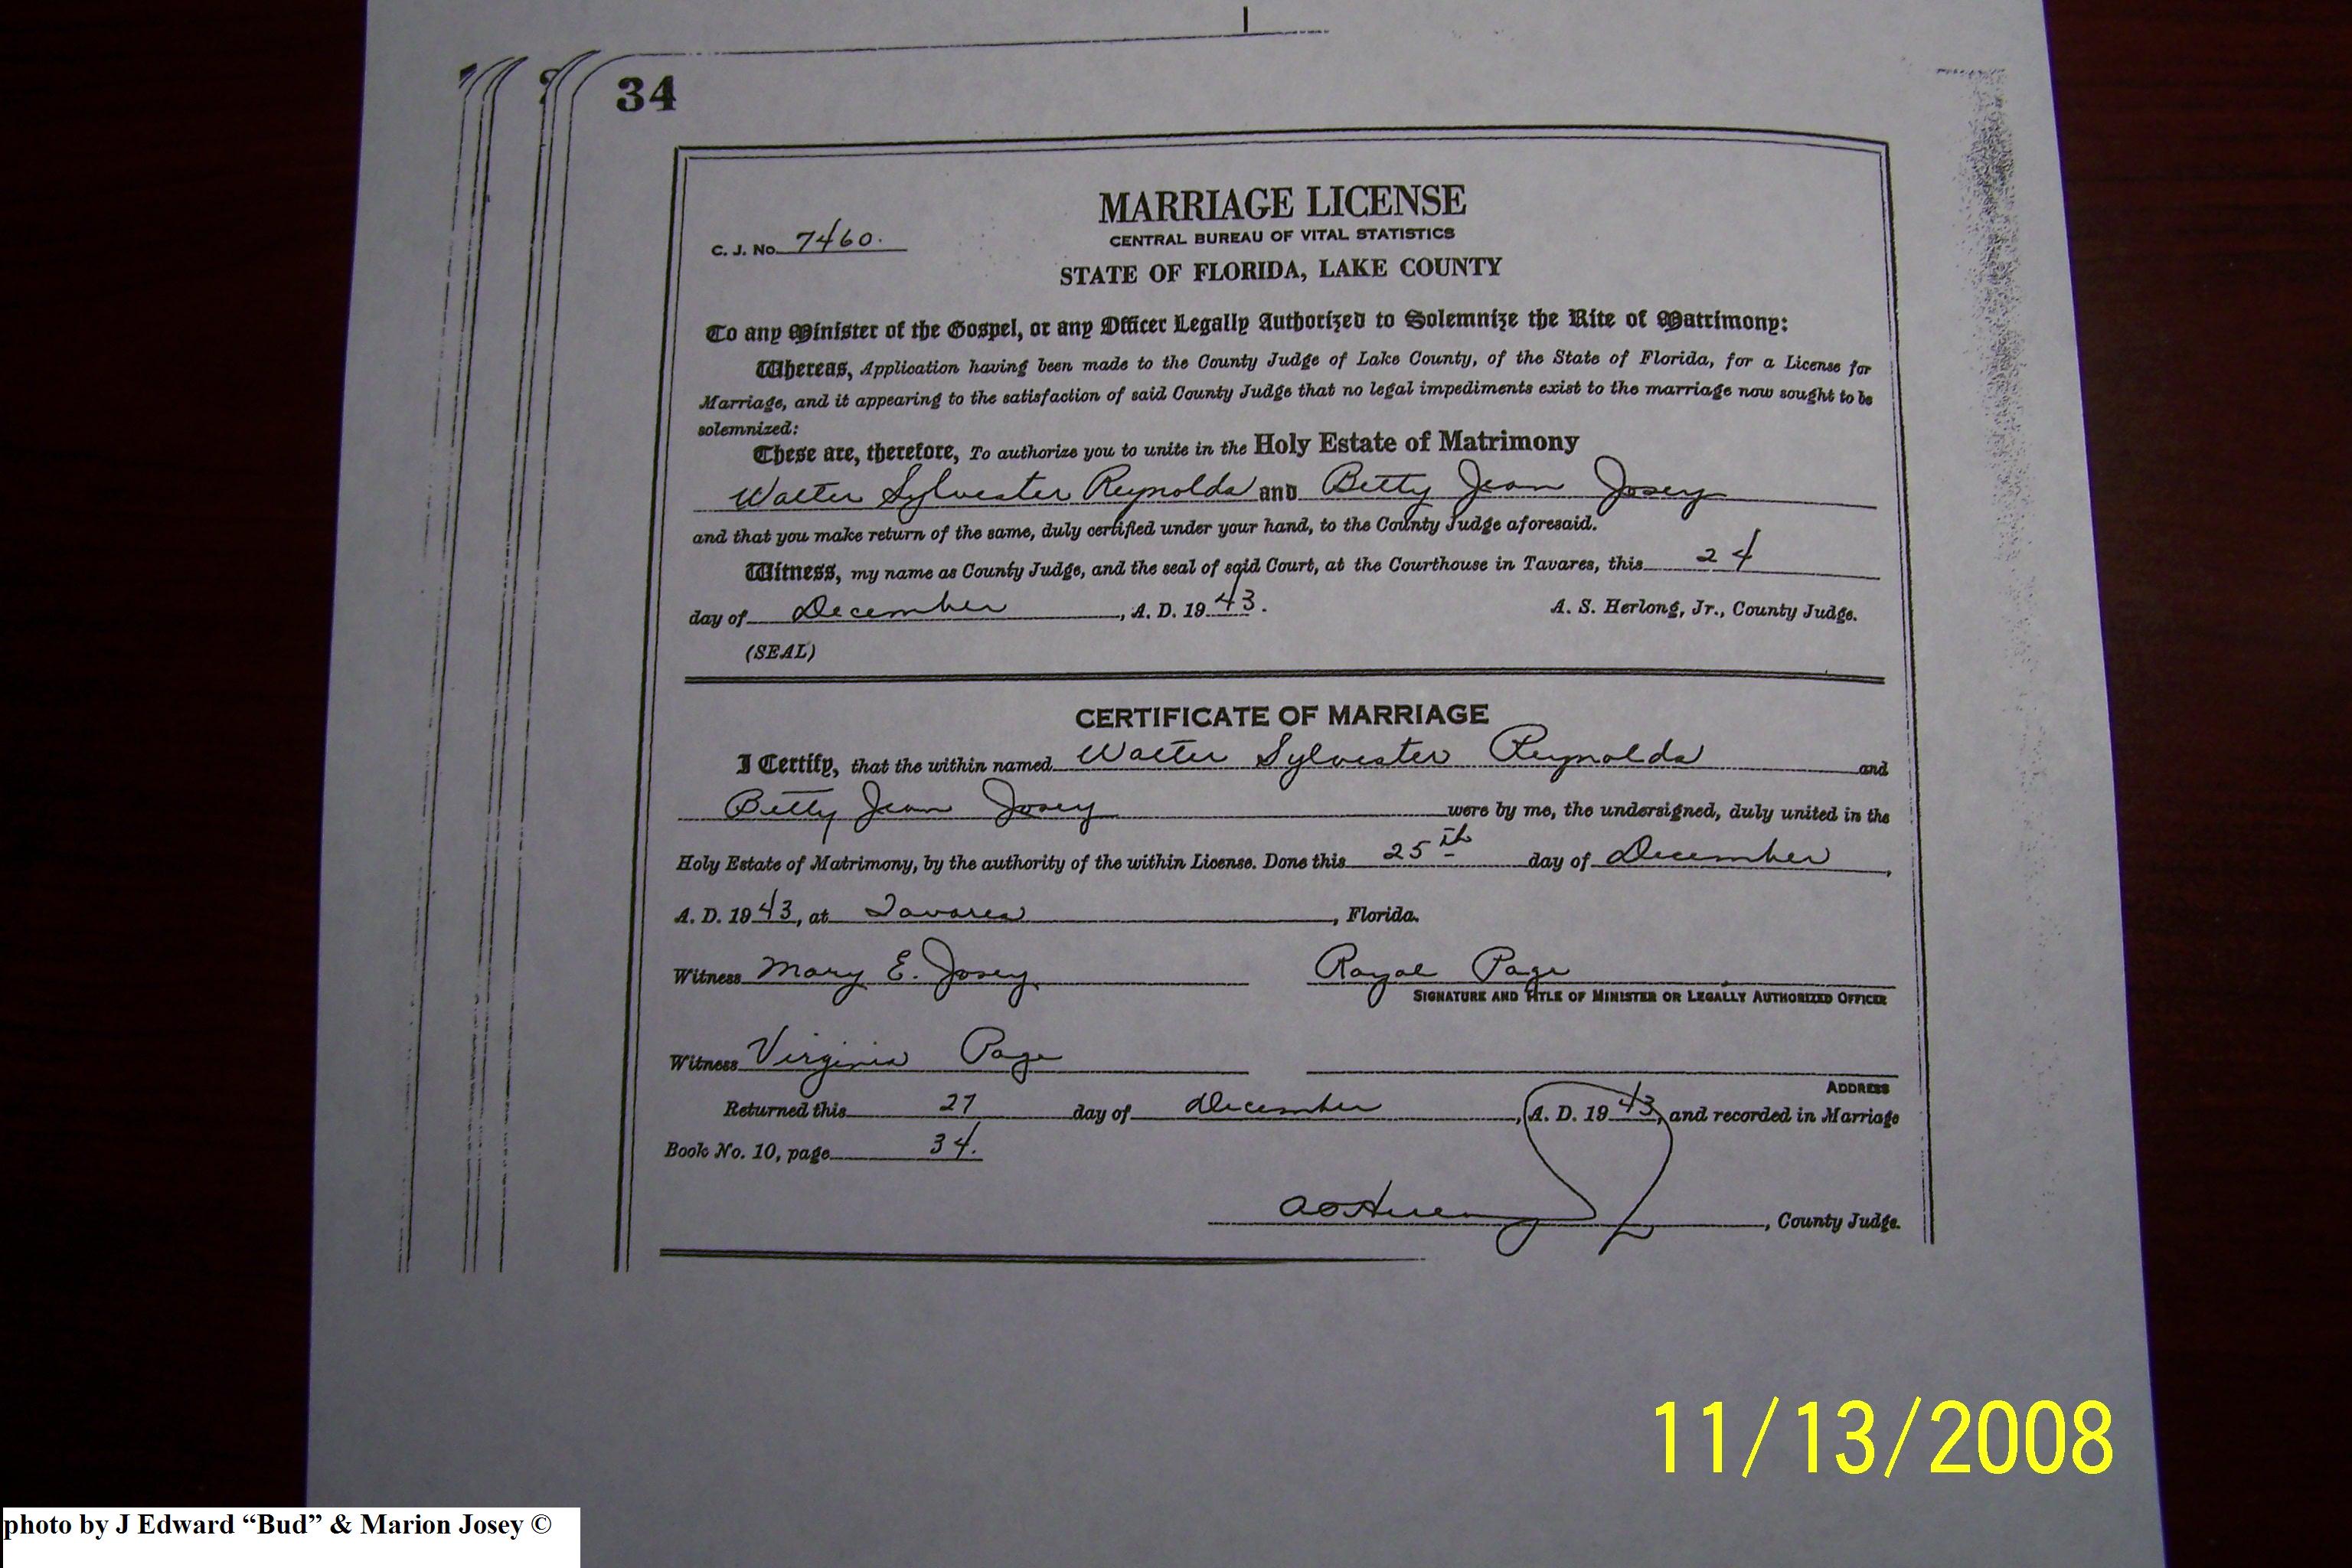 34
MARRIAGE LICENSE
C. J. No. 7460.
CENTRAL BUREAU OF VITAL STATISTICS
STATE OF FLORIDA, LAKE COUNTY
To any Minister of the Gospel, or any Officer Legally Authorized to Solemnize the Rite of Matrimony:
Whereas, Application having been made to the County Judge of Lake County, of the State of Florida, for a License for
Marriage, and it appearing to the satisfaction of said County Judge that no legal impediments exist to the marriage now sought to be
solemnized:
These are, therefore, To authorize you to unite in the Holy Estate of Matrimony
Walter Sylvester Reynolds and Betty Jean Josey
and that you make return of the same, duly certified under your hand, to the County Judge aforesaid.
Witness, my name as County Judge, and the seal of said Court, at the Courthouse in Tavares, this 24
day of December, A. D. 1943. A. S. Herlong, Jr., County Judge.
(SEAL)
CERTIFICATE OF MARRIAGE
I Certify, that the within named Walter Sylvester Reynolds and
Betty Jean Josey were by me, the undersigned, duly united in the
Holy Estate of Matrimony, by the authority of the within License. Done this 25th day of December,
A. D. 1943, at Tavares, Florida.
Witness Mary E. Josey Royal Page
SIGNATURE AND TITLE OF MINISTER OR LEGALLY AUTHORIZED OFFICER
Witness Virginia Page
ADDRESS
Returned this 27 day of December, A. D. 1943, and recorded in Marriage
Book No. 10, page 34.
, County Judge.
11/13/2008
photo by J Edward “Bud” & Marion Josey ©